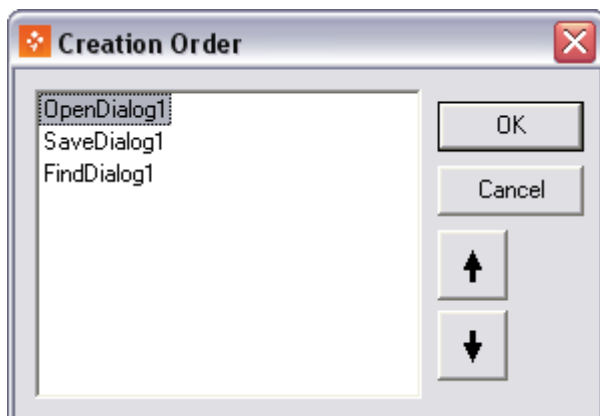 Creation Order
OpenDialog1
SaveDialog1
FindDialog1
OK
Cancel